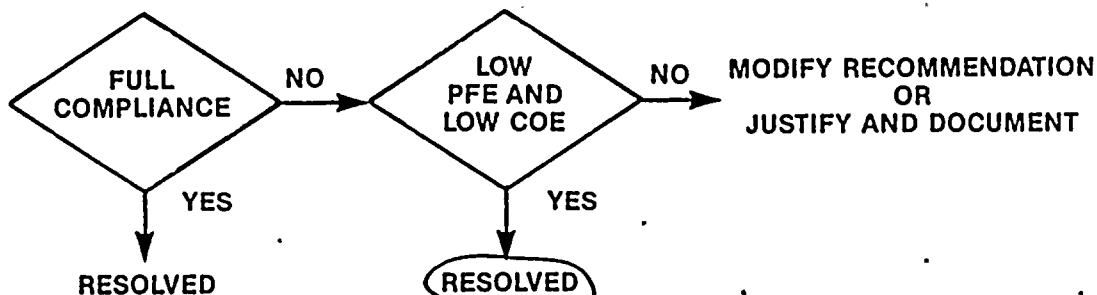 FULL
COMPLIANCE
NO
LOW
PFE AND
LOW COE
NO
MODIFY RECOMMENDATION
OR
JUSTIFY AND DOCUMENT
YES
YES
RESOLVED
RESOLVED